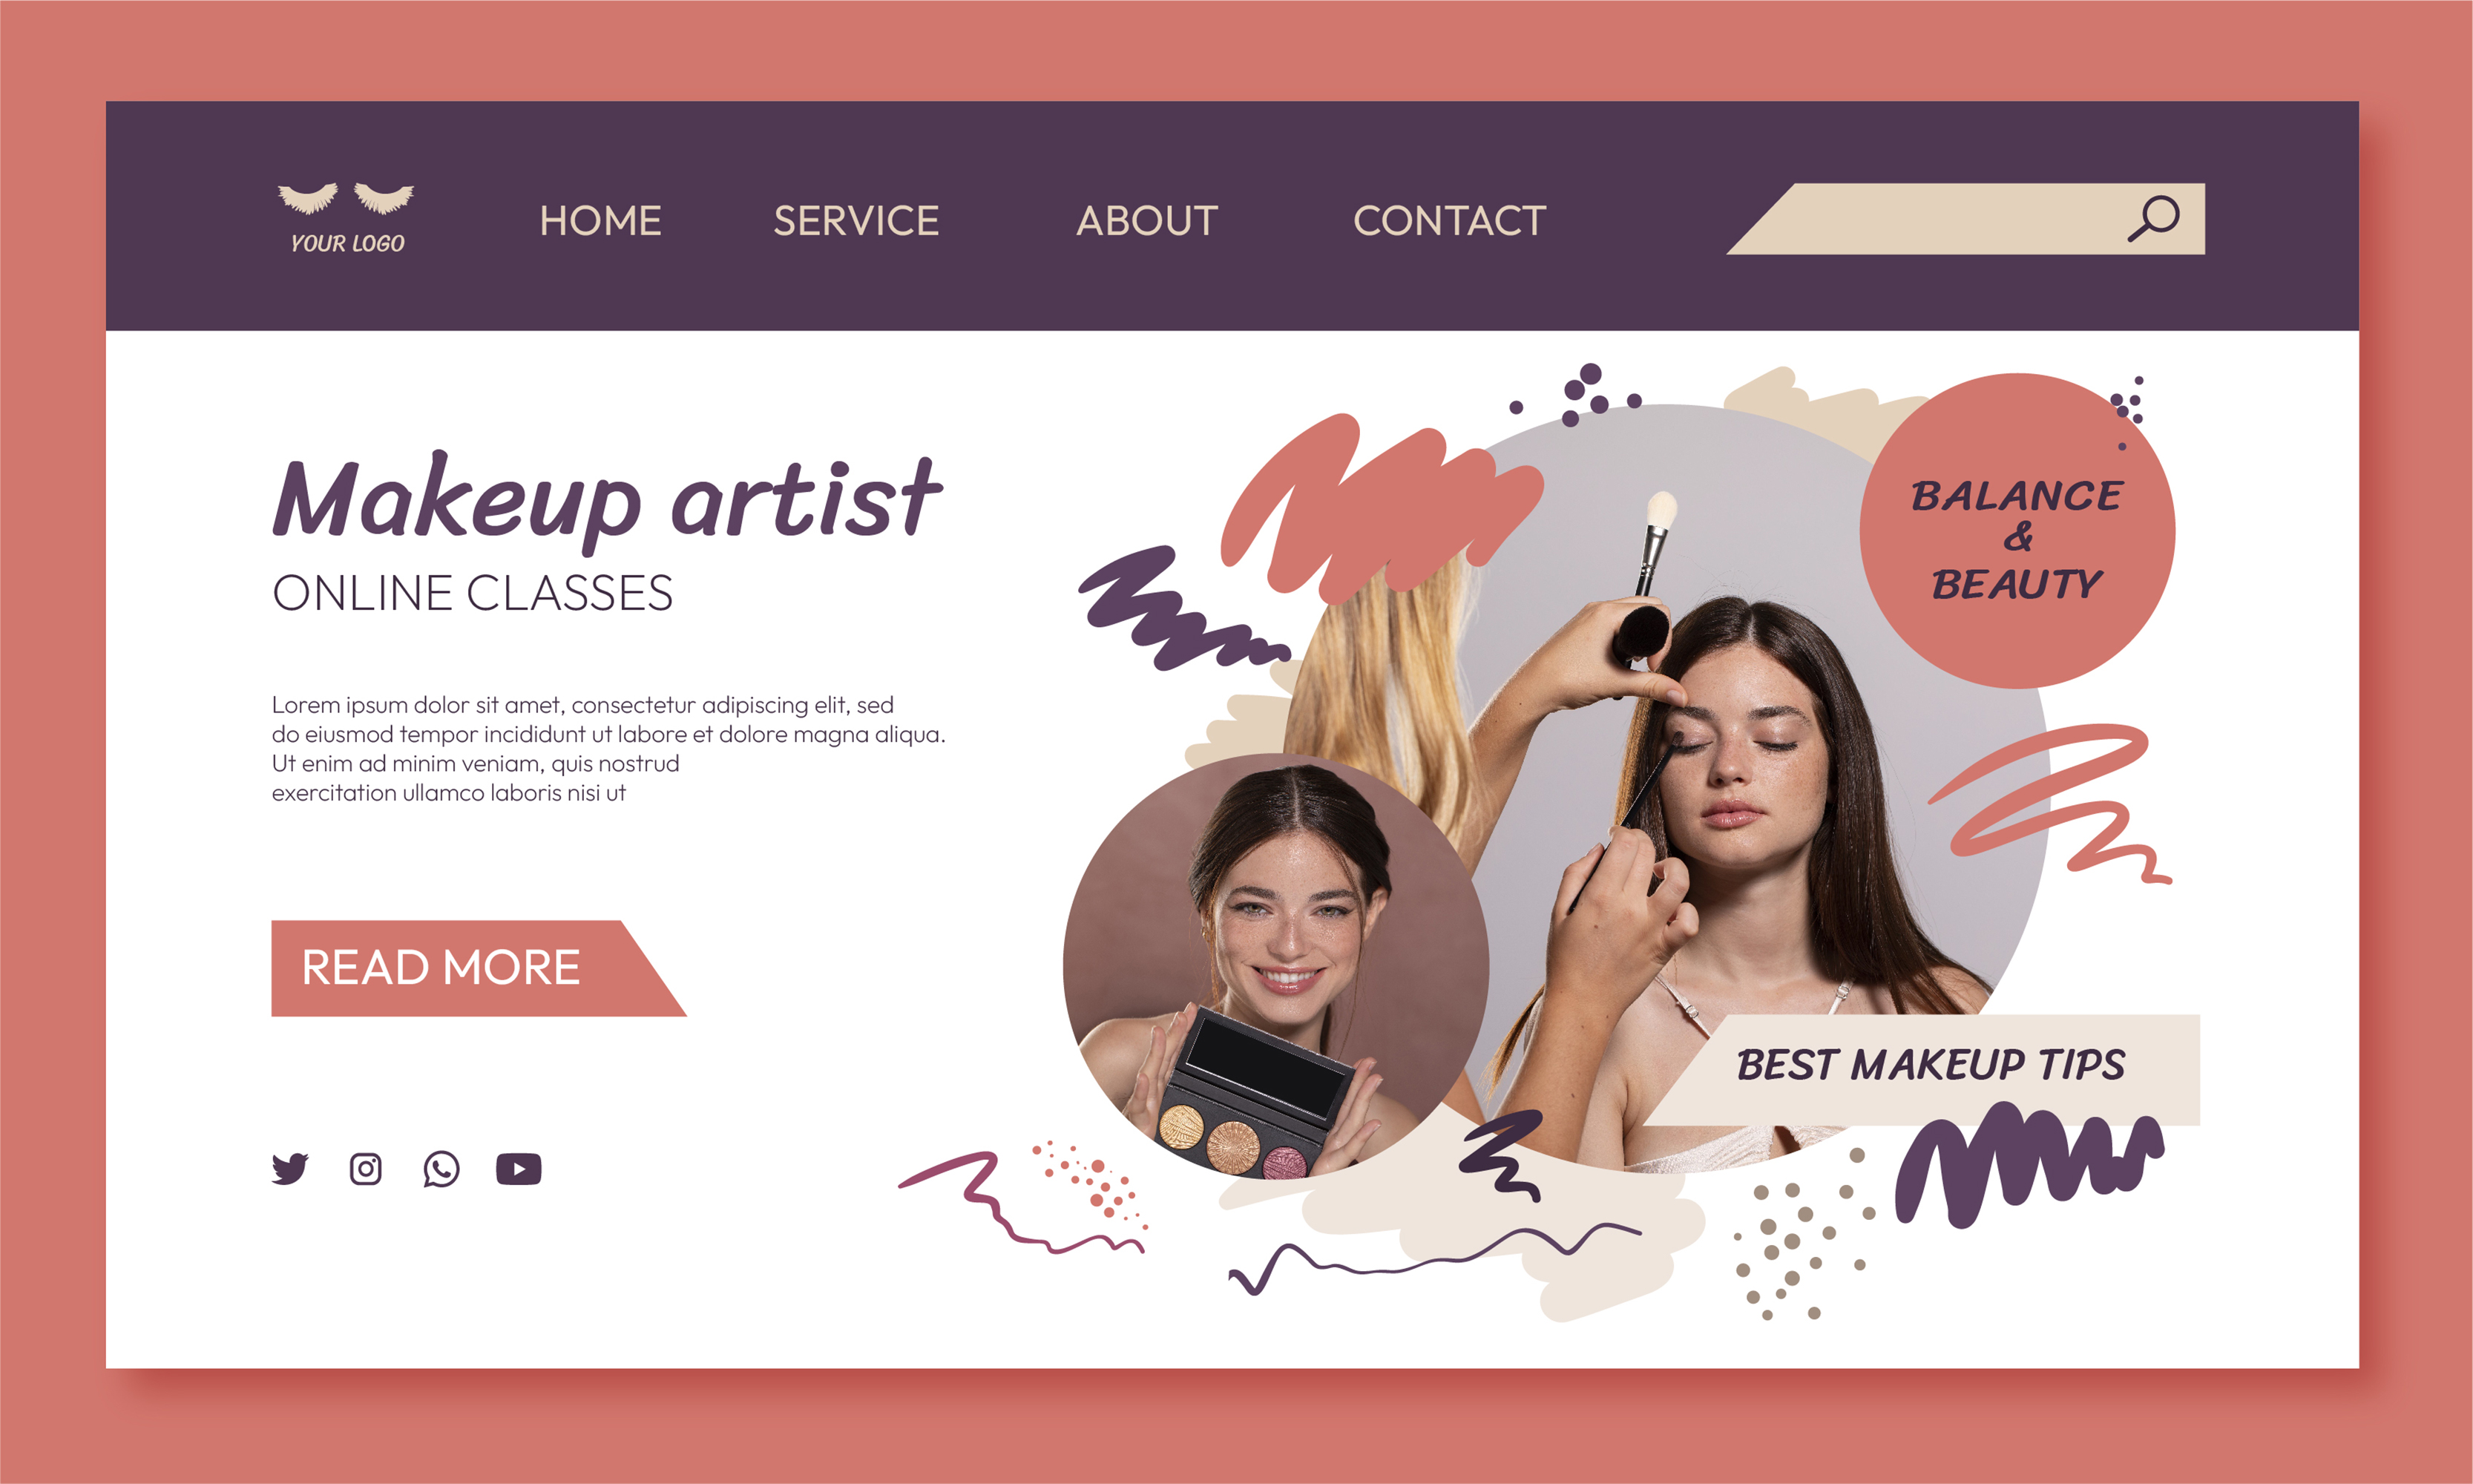 YOUR LOGO
HOME
SERVICE
ABOUT
CONTACT
Makeup artist
ONLINE CLASSES
Lorem ipsum dolor sit amet, consectetur adipiscing elit, sed
do eiusmod tempor incididunt ut labore et dolore magna aliqua.
Ut enim ad minim veniam, quis nostrud
exercitation ullamco laboris nisi ut
READ MORE
BALANCE
&
BEAUTY
BEST MAKEUP TIPS